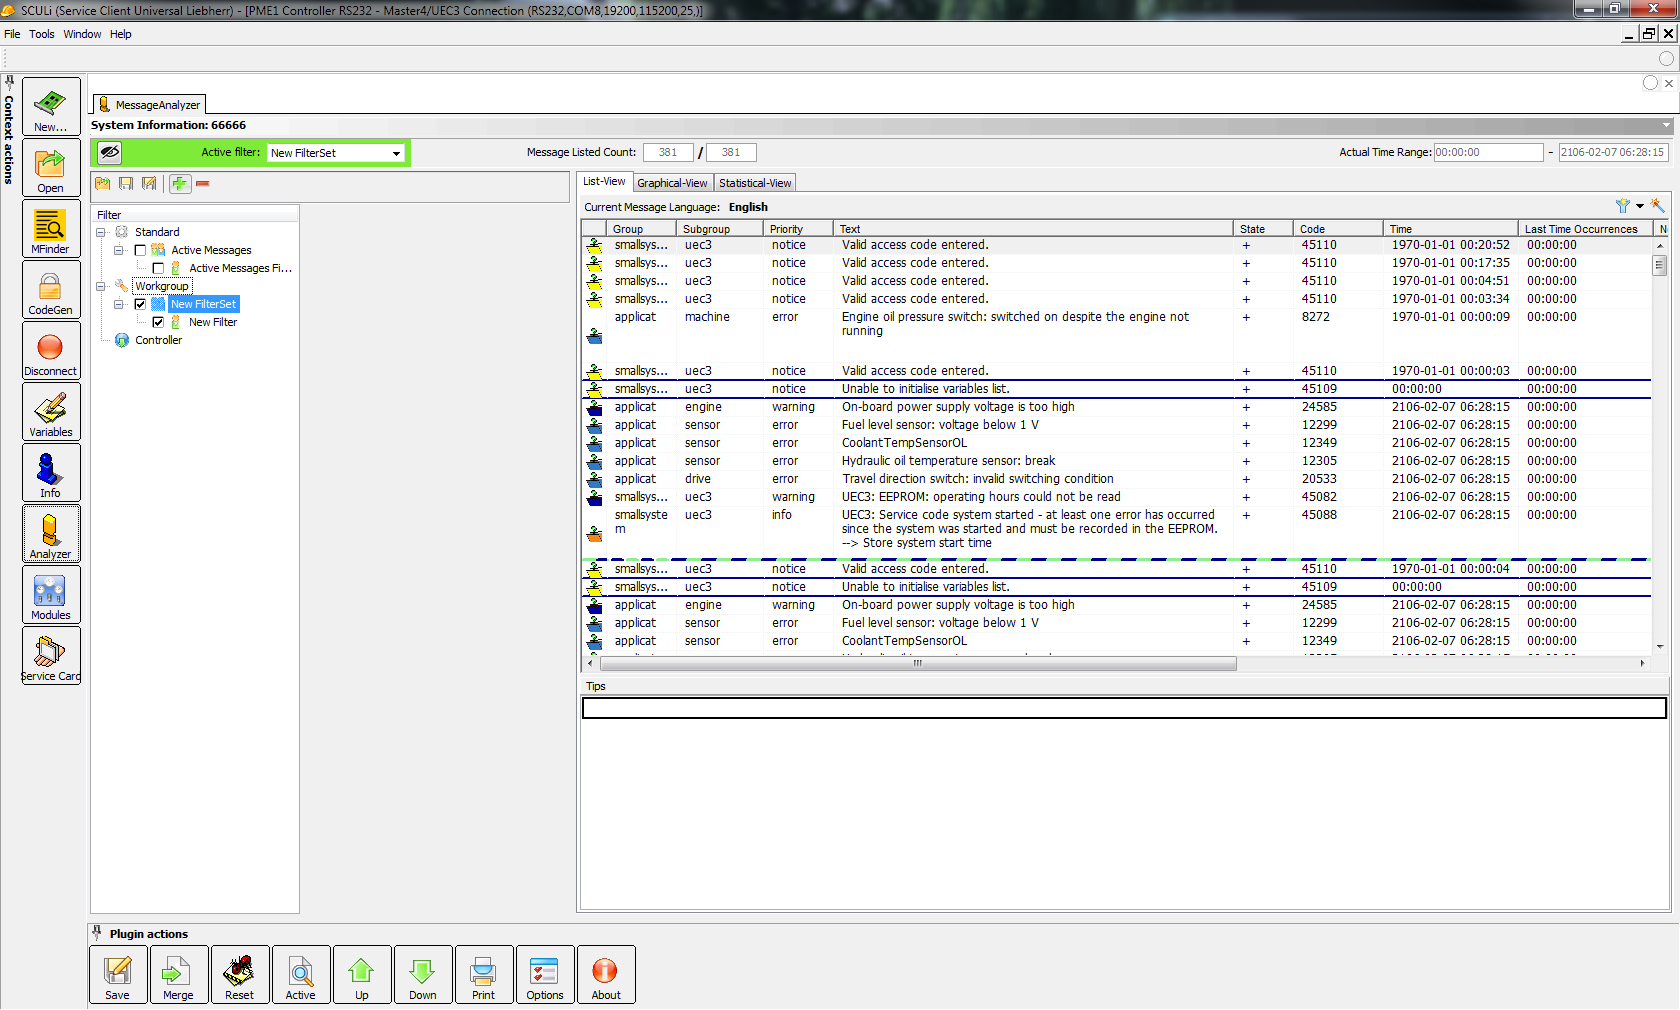 SCULi (Service Client Universal Liebherr) - [PME1 Controller RS232 - Master4/UEC3 Connection (RS232,COM8,19200,115200,25,)]
File Tools Window Help
Context actions
New...
Open
MFinder
CodeGen
Disconnect
Variables
Info
Analyzer
Modules
Service Card
MessageAnalyzer
System Information: 66666
Active filter: New FilterSet
Message Listed Count: 381 / 381
Actual Time Range: 00:00:00 - 2106-02-07 06:28:15
Filter
Standard
Active Messages
Active Messages Fi...
Workgroup
New FilterSet
New Filter
Controller
List-View Graphical-View Statistical-View
Current Message Language: English
Group Subgroup Priority Text State Code Time Last Time Occurrences N
smallsys... uec3 notice Valid access code entered. + 45110 1970-01-01 00:20:52 00:00:00
smallsys... uec3 notice Valid access code entered. + 45110 1970-01-01 00:17:35 00:00:00
smallsys... uec3 notice Valid access code entered. + 45110 1970-01-01 00:04:51 00:00:00
smallsys... uec3 notice Valid access code entered. + 45110 1970-01-01 00:03:34 00:00:00
applicat machine error Engine oil pressure switch: switched on despite the engine not + 8272 1970-01-01 00:00:09 00:00:00
running
smallsys... uec3 notice Valid access code entered. + 45110 1970-01-01 00:00:03 00:00:00
smallsys... uec3 notice Unable to initialise variables list. + 45109 00:00:00 00:00:00
applicat engine warning On-board power supply voltage is too high + 24585 2106-02-07 06:28:15 00:00:00
applicat sensor error Fuel level sensor: voltage below 1 V + 12299 2106-02-07 06:28:15 00:00:00
applicat sensor error CoolantTempSensorOL + 12349 2106-02-07 06:28:15 00:00:00
applicat sensor error Hydraulic oil temperature sensor: break + 12305 2106-02-07 06:28:15 00:00:00
applicat drive error Travel direction switch: invalid switching condition + 20533 2106-02-07 06:28:15 00:00:00
smallsys... uec3 warning UEC3: EEPROM: operating hours could not be read + 45082 2106-02-07 06:28:15 00:00:00
smallsyste uec3 info UEC3: Service code system started - at least one error has occurred + 45088 2106-02-07 06:28:15 00:00:00
m since the system was started and must be recorded in the EEPROM.
--> Store system start time
smallsys... uec3 notice Valid access code entered. + 45110 1970-01-01 00:00:04 00:00:00
smallsys... uec3 notice Unable to initialise variables list. + 45109 00:00:00 00:00:00
applicat engine warning On-board power supply voltage is too high + 24585 2106-02-07 06:28:15 00:00:00
applicat sensor error Fuel level sensor: voltage below 1 V + 12299 2106-02-07 06:28:15 00:00:00
applicat sensor error CoolantTempSensorOL + 12349 2106-02-07 06:28:15 00:00:00
Tips
Plugin actions
Save Merge Reset Active Up Down Print Options About